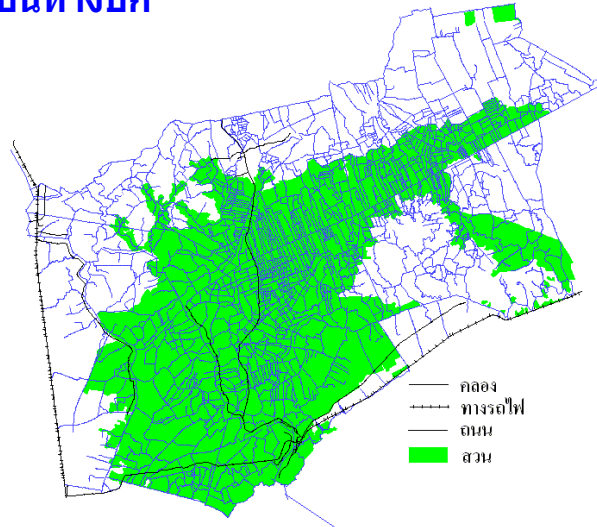 คลอง
ทางรถไฟ
ถนน
สวน